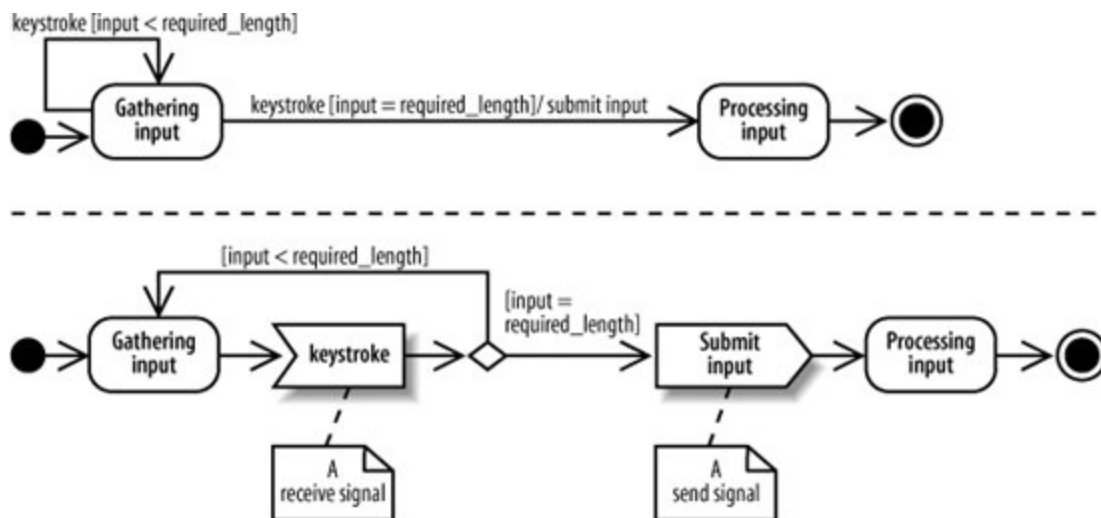 keystroke [input < required_length]
Gathering
input
keystroke [input = required_length]/ submit input
Processing
input
[input < required_length]
[input =
required_length]
Gathering
input
keystroke
Submit
input
Processing
input
A
receive signal
A
send signal